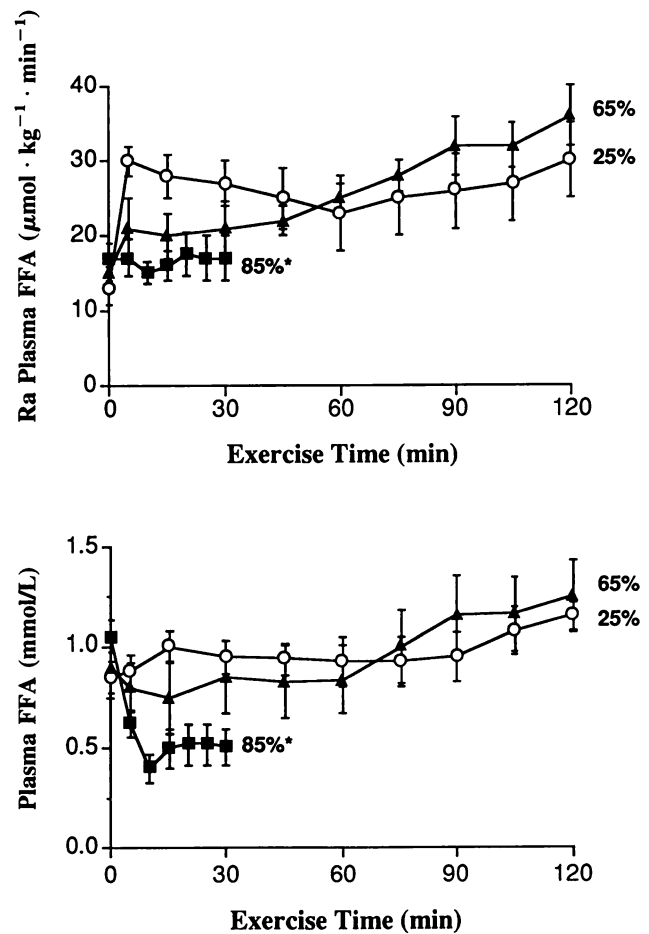 Ra Plasma FFA (μmol · kg⁻¹ · min⁻¹)
40
30
20
10
0
65%
25%
85%*
0 30 60 90 120
Exercise Time (min)
Plasma FFA (mmol/L)
1.5
1.0
0.5
0.0
65%
25%
85%*
0 30 60 90 120
Exercise Time (min)